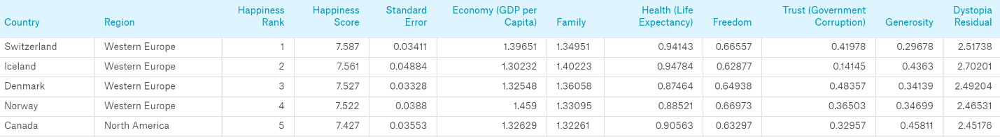 Country Region Happiness Rank Happiness Score Standard Error Economy (GDP per Capita) Family Health (Life Expectancy) Freedom Trust (Government Corruption) Generosity Dystopia Residual
Switzerland Western Europe 1 7.587 0.03411 1.39651 1.34951 0.94143 0.66557 0.41978 0.29678 2.51738
Iceland Western Europe 2 7.561 0.04884 1.30232 1.40223 0.94784 0.62877 0.14145 0.4363 2.70201
Denmark Western Europe 3 7.527 0.03328 1.32548 1.36058 0.87464 0.64938 0.48357 0.34139 2.49204
Norway Western Europe 4 7.522 0.0388 1.459 1.33095 0.88521 0.66973 0.36503 0.34699 2.46531
Canada North America 5 7.427 0.03553 1.32629 1.32261 0.90563 0.63297 0.32957 0.45811 2.45176